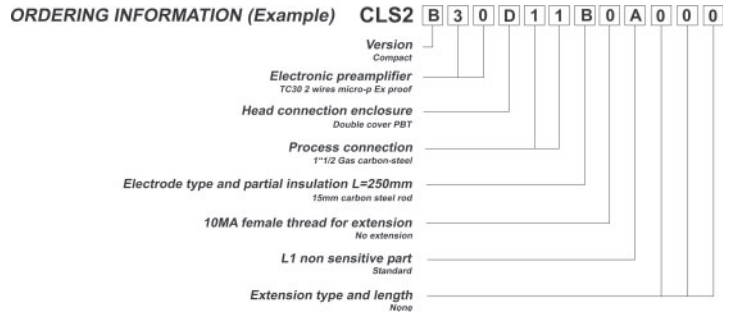 ORDERING INFORMATION (Example) CLS2 B 3 0 D 1 1 B 0 A 0 0 0
Version
Compact
Electronic preamplifier
TC30 2 wires micro-p Ex proof
Head connection enclosure
Double cover PBT
Process connection
1"1/2 Gas carbon-steel
Electrode type and partial insulation L=250mm
15mm carbon steel rod
10MA female thread for extension
No extension
L1 non sensitive part
Standard
Extension type and length
None